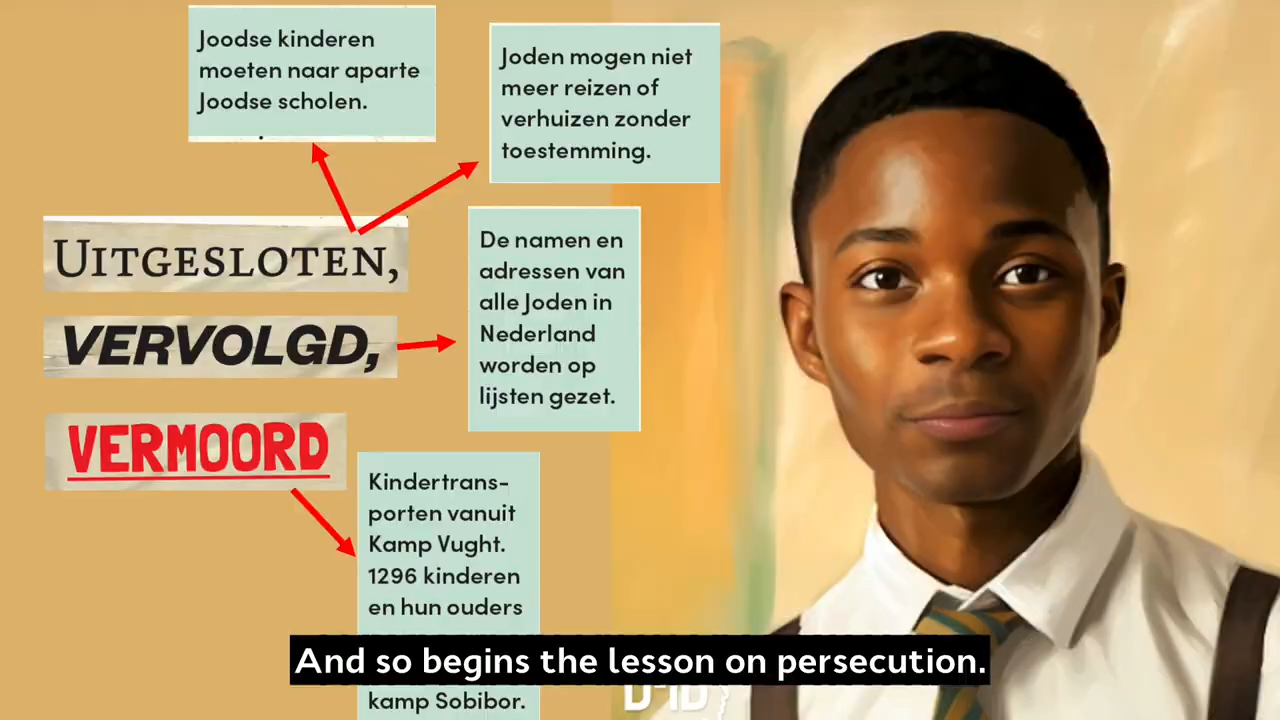 Joodse kinderen
moeten naar aparte
Joodse scholen.
Joden mogen niet
meer reizen of
verhuizen zonder
toestemming.
UITGESLOTEN,
De namen en
adressen van
alle Joden in
Nederland
worden op
lijsten gezet.
VERVOLGD,
VERMOORD
Kindertrans-
porten vanuit
Kamp Vught.
1296 kinderen
en hun ouders
kamp Sobibor.
And so begins the lesson on persecution.